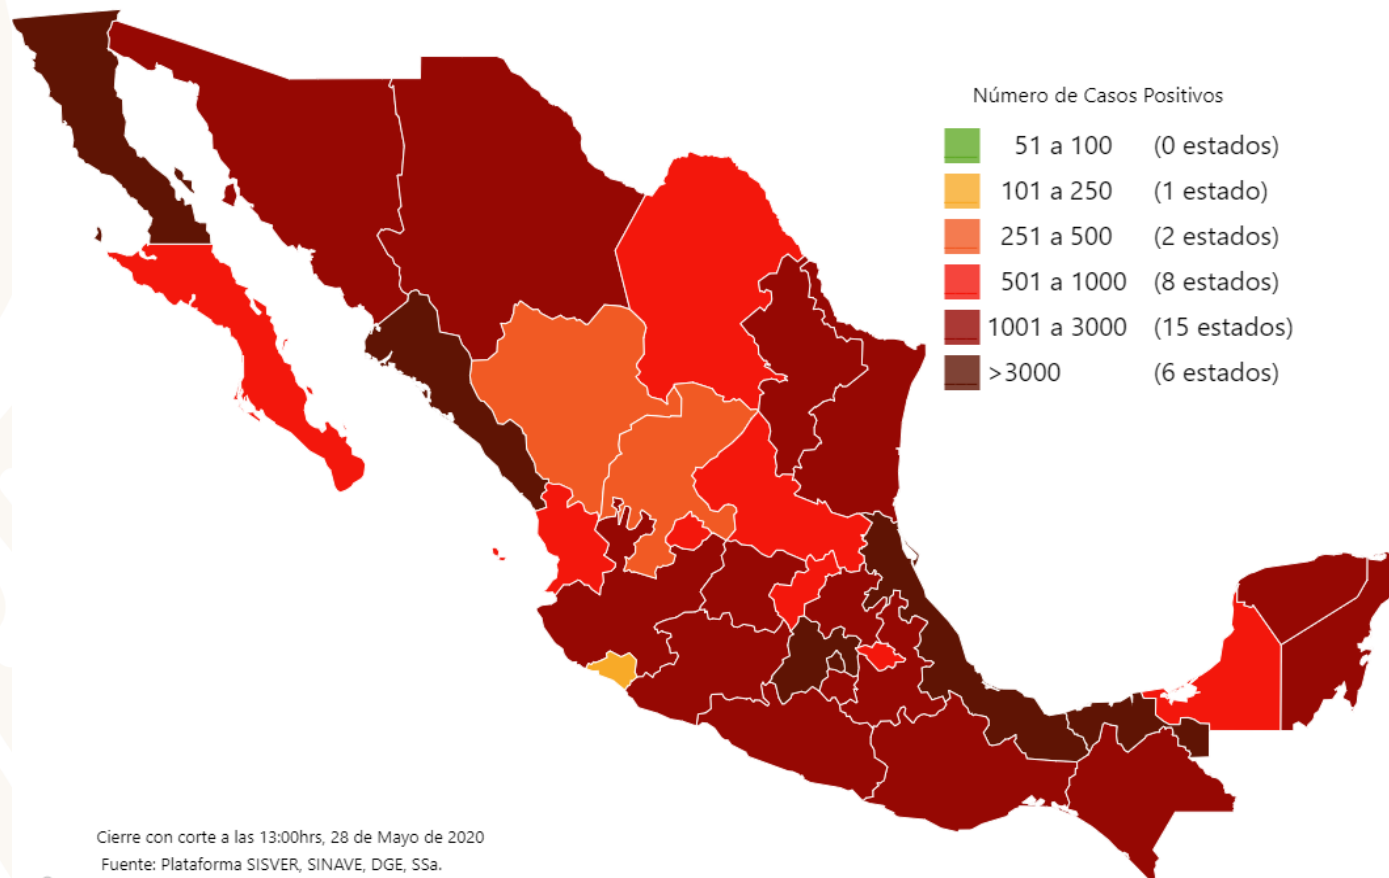 Número de Casos Positivos
51 a 100 (0 estados)
101 a 250 (1 estado)
251 a 500 (2 estados)
501 a 1000 (8 estados)
1001 a 3000 (15 estados)
>3000 (6 estados)
Cierre con corte a las 13:00hrs, 28 de Mayo de 2020
Fuente: Plataforma SISVER, SINAVE, DGE, SSa.